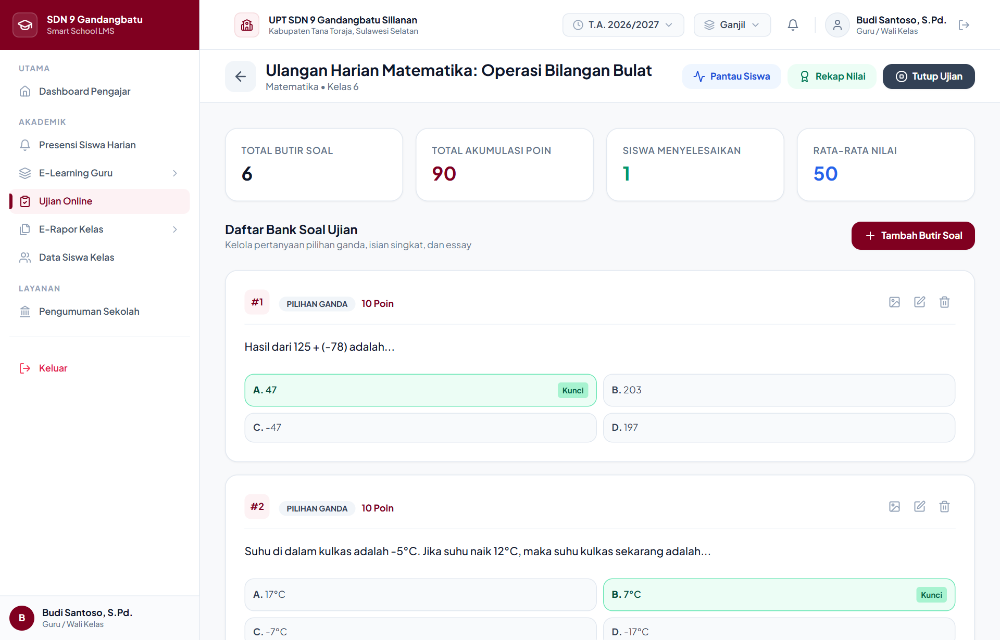 SDN 9 Gandangbatu
Smart School LMS
UTAMA
Dashboard Pengajar
AKADEMIK
Presensi Siswa Harian
E-Learning Guru
Ujian Online
E-Rapor Kelas
Data Siswa Kelas
LAYANAN
Pengumuman Sekolah
Keluar
B
Budi Santoso, S.Pd.
Guru / Wali Kelas
UPT SDN 9 Gandangbatu Sillanan
Kabupaten Tana Toraja, Sulawesi Selatan
T.A. 2026/2027
Ganjil
Budi Santoso, S.Pd.
Guru / Wali Kelas
Ulangan Harian Matematika: Operasi Bilangan Bulat
Matematika • Kelas 6
Pantau Siswa
Rekap Nilai
Tutup Ujian
TOTAL BUTIR SOAL
6
TOTAL AKUMULASI POIN
90
SISWA MENYELESAIKAN
1
RATA-RATA NILAI
50
Daftar Bank Soal Ujian
Kelola pertanyaan pilihan ganda, isian singkat, dan essay
+ Tambah Butir Soal
#1 PILIHAN GANDA 10 Poin
Hasil dari 125 + (-78) adalah...
A. 47 Kunci
B. 203
C. -47
D. 197
#2 PILIHAN GANDA 10 Poin
Suhu di dalam kulkas adalah -5°C. Jika suhu naik 12°C, maka suhu kulkas sekarang adalah...
A. 17°C
B. 7°C Kunci
C. -7°C
D. -17°C